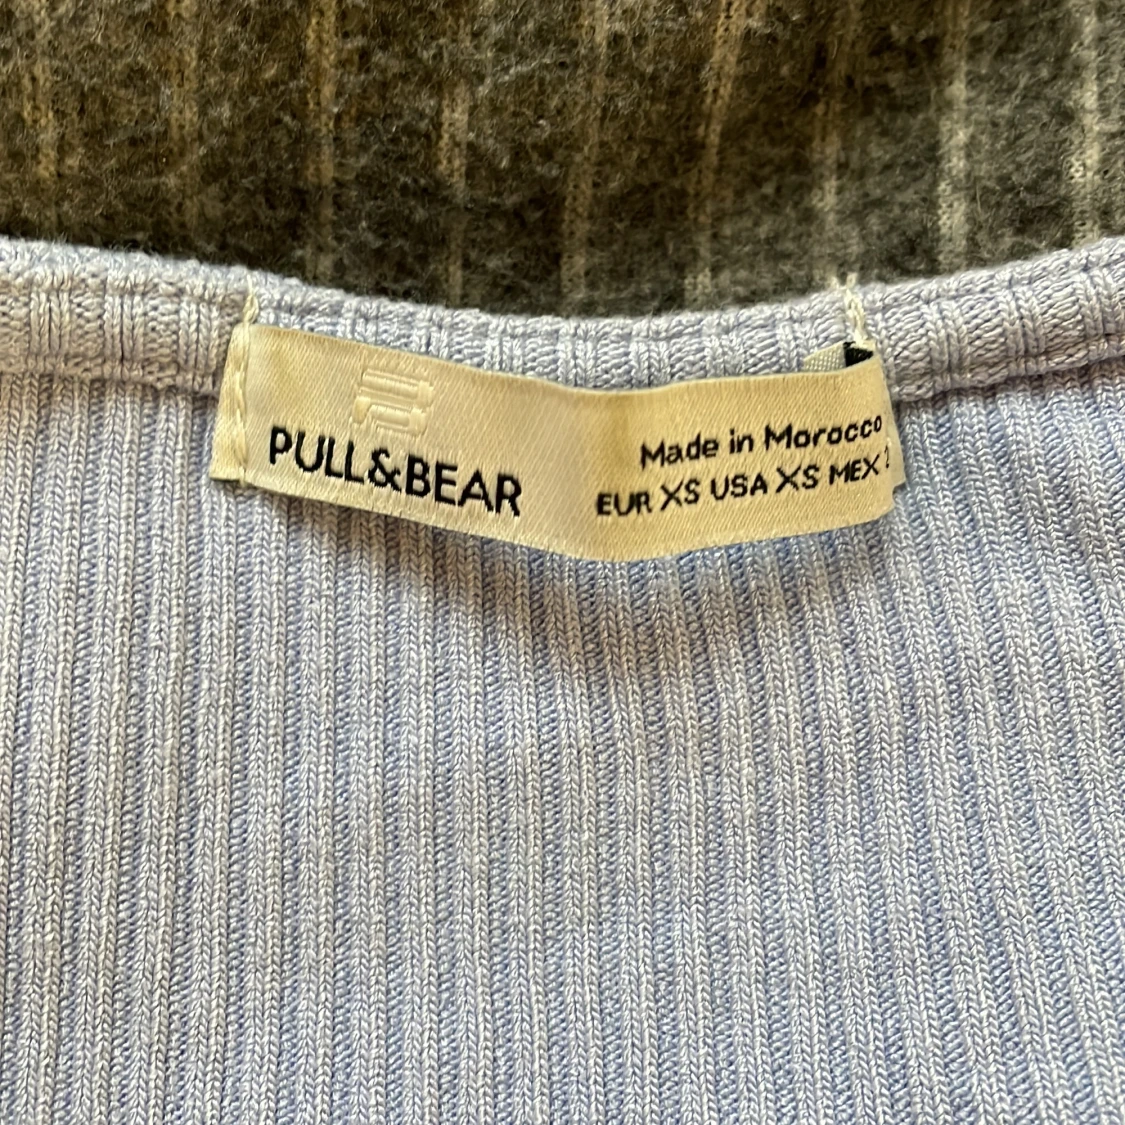 PULL&BEAR
Made in Morocco
EUR XS USA XS MEX